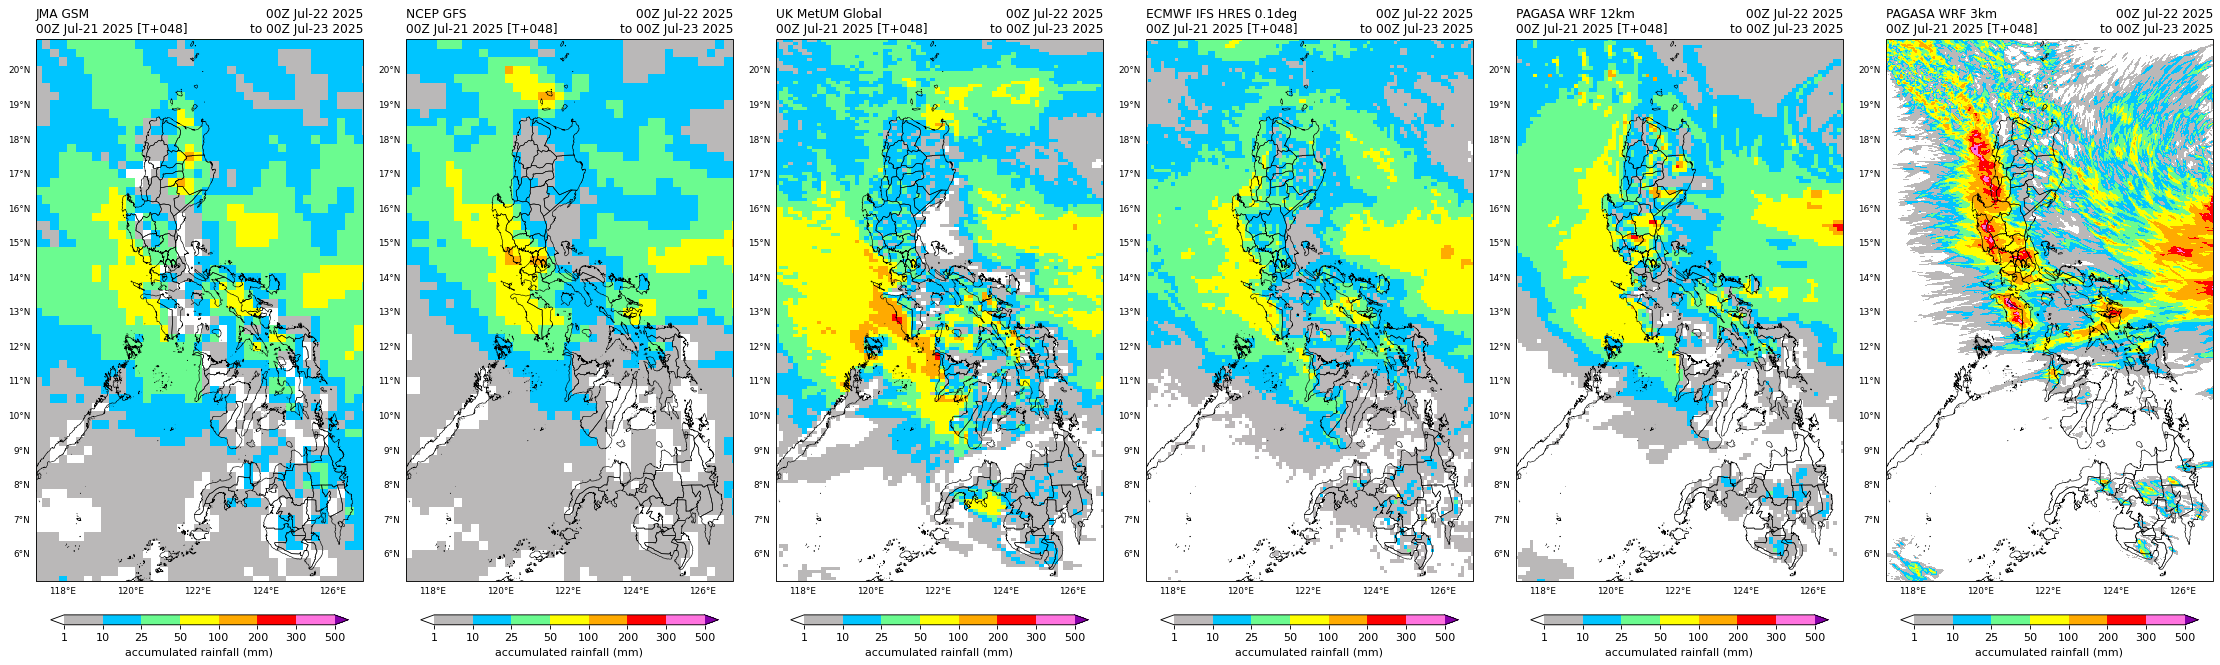 JMA GSM 00Z Jul-22 2025
00Z Jul-21 2025 [T+048] to 00Z Jul-23 2025
20°N
19°N
18°N
17°N
16°N
15°N
14°N
13°N
12°N
11°N
10°N
9°N
8°N
7°N
6°N
118°E 120°E 122°E 124°E 126°E
1 10 25 50 100 200 300 500
accumulated rainfall (mm)
NCEP GFS 00Z Jul-22 2025
00Z Jul-21 2025 [T+048] to 00Z Jul-23 2025
20°N
19°N
18°N
17°N
16°N
15°N
14°N
13°N
12°N
11°N
10°N
9°N
8°N
7°N
6°N
118°E 120°E 122°E 124°E 126°E
1 10 25 50 100 200 300 500
accumulated rainfall (mm)
UK MetUM Global 00Z Jul-22 2025
00Z Jul-21 2025 [T+048] to 00Z Jul-23 2025
20°N
19°N
18°N
17°N
16°N
15°N
14°N
13°N
12°N
11°N
10°N
9°N
8°N
7°N
6°N
118°E 120°E 122°E 124°E 126°E
1 10 25 50 100 200 300 500
accumulated rainfall (mm)
ECMWF IFS HRES 0.1deg 00Z Jul-22 2025
00Z Jul-21 2025 [T+048] to 00Z Jul-23 2025
20°N
19°N
18°N
17°N
16°N
15°N
14°N
13°N
12°N
11°N
10°N
9°N
8°N
7°N
6°N
118°E 120°E 122°E 124°E 126°E
1 10 25 50 100 200 300 500
accumulated rainfall (mm)
PAGASA WRF 12km 00Z Jul-22 2025
00Z Jul-21 2025 [T+048] to 00Z Jul-23 2025
20°N
19°N
18°N
17°N
16°N
15°N
14°N
13°N
12°N
11°N
10°N
9°N
8°N
7°N
6°N
118°E 120°E 122°E 124°E 126°E
1 10 25 50 100 200 300 500
accumulated rainfall (mm)
PAGASA WRF 3km 00Z Jul-22 2025
00Z Jul-21 2025 [T+048] to 00Z Jul-23 2025
20°N
19°N
18°N
17°N
16°N
15°N
14°N
13°N
12°N
11°N
10°N
9°N
8°N
7°N
6°N
118°E 120°E 122°E 124°E 126°E
1 10 25 50 100 200 300 500
accumulated rainfall (mm)